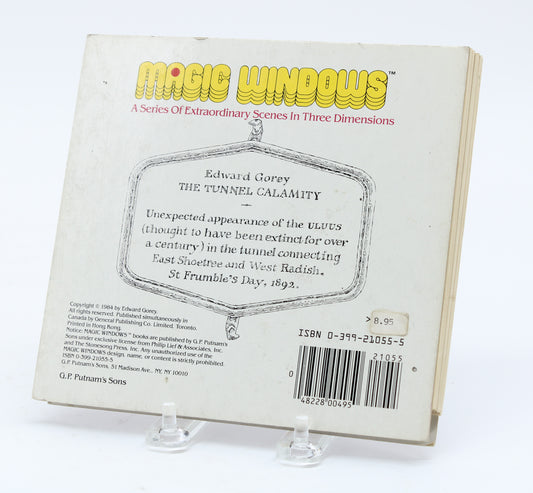 MAGIC WINDOWS™
A Series Of Extraordinary Scenes In Three Dimensions
Edward Gorey
THE TUNNEL CALAMITY
Unexpected appearance of the ULUUS
(thought to have been extinct for over
a century) in the tunnel connecting
East Shoetree and West Radish,
St Frumble's Day, 1892.
Copyright © 1984 by Edward Gorey.
All rights reserved. Published simultaneously in
Canada by General Publishing Co. Limited, Toronto.
Printed in Hong Kong.
Notice: MAGIC WINDOWS™ books are published by G.P. Putnam's
Sons under exclusive license from Philip Lief & Associates, Inc.
and The Stonesong Press, Inc. Any unauthorized use of the
MAGIC WINDOWS™ design, name, or content is strictly prohibited.
ISBN 0-399-21055-5
G.P. Putnam's Sons, 51 Madison Ave., NY, NY 10010
G.P. Putnam's Sons
> 8.95
ISBN 0-399-21055-5
21055
0
48228 00495